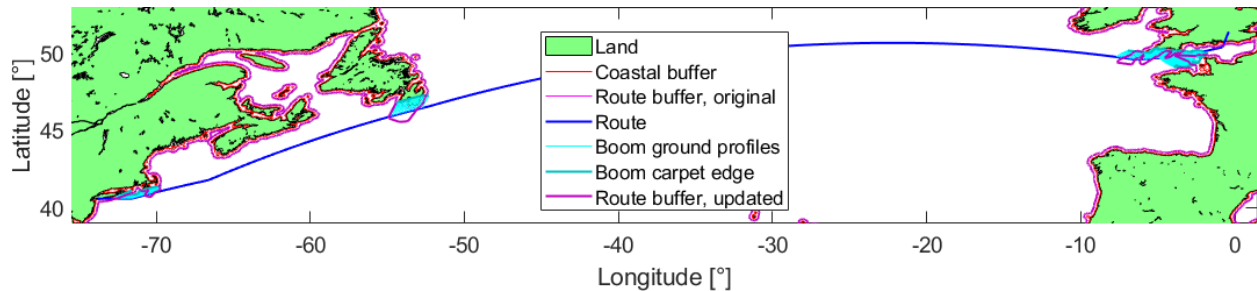 50
45
40
Latitude [°]
Land
Coastal buffer
Route buffer, original
Route
Boom ground profiles
Boom carpet edge
Route buffer, updated
-70
-60
-50
-40
-30
-20
-10
0
Longitude [°]